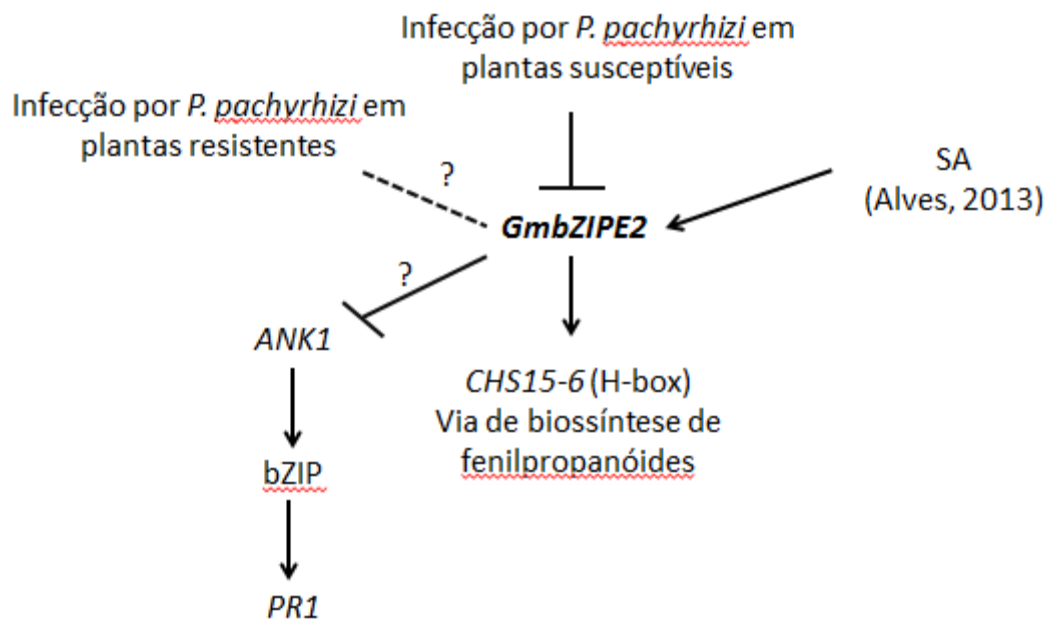 Infecção por P. pachyrhizi em
plantas susceptíveis
Infecção por P. pachyrhizi em
plantas resistentes
?
SA
(Alves, 2013)
GmbZIPE2
?
ANK1
CHS15-6 (H-box)
Via de biossíntese de
fenilpropanóides
bZIP
PR1